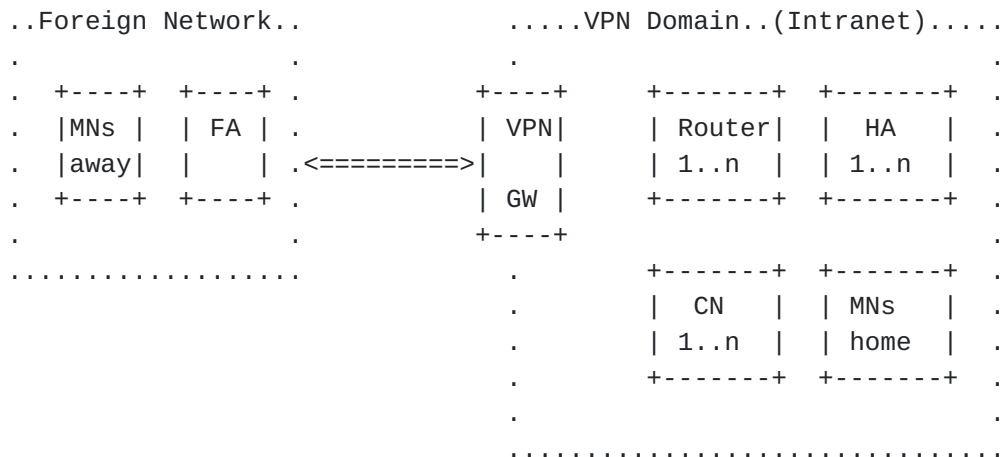 ..Foreign Network..             .....VPN Domain..(Intranet).....
.                 .             .                              .
.  +----+  +----+ .           +----+     +-------+  +-------+  .
.  |MNs |  | FA | .           | VPN|     | Router|  |  HA   |  .
.  |away|  |    | .<=========>|    |     | 1..n  |  | 1..n  |  .
.  +----+  +----+ .           | GW |     +-------+  +-------+  .
.                 .           +----+                           .
...................             .        +-------+  +-------+  .
                                .        |  CN   |  | MNs   |  .
                                .        | 1..n  |  | home  |  .
                                .        +-------+  +-------+  .
                                .                              .
                                ................................